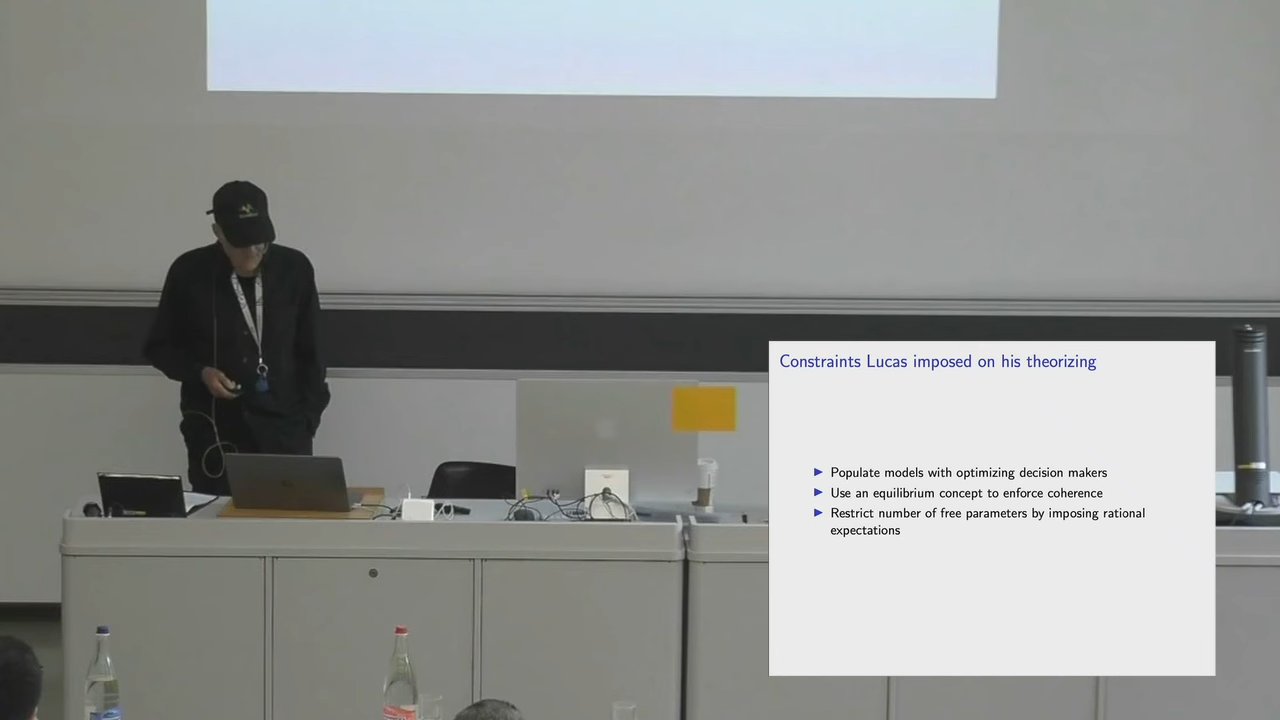 Constraints Lucas imposed on his theorizing
Populate models with optimizing decision makers
Use an equilibrium concept to enforce coherence
Restrict number of free parameters by imposing rational
expectations